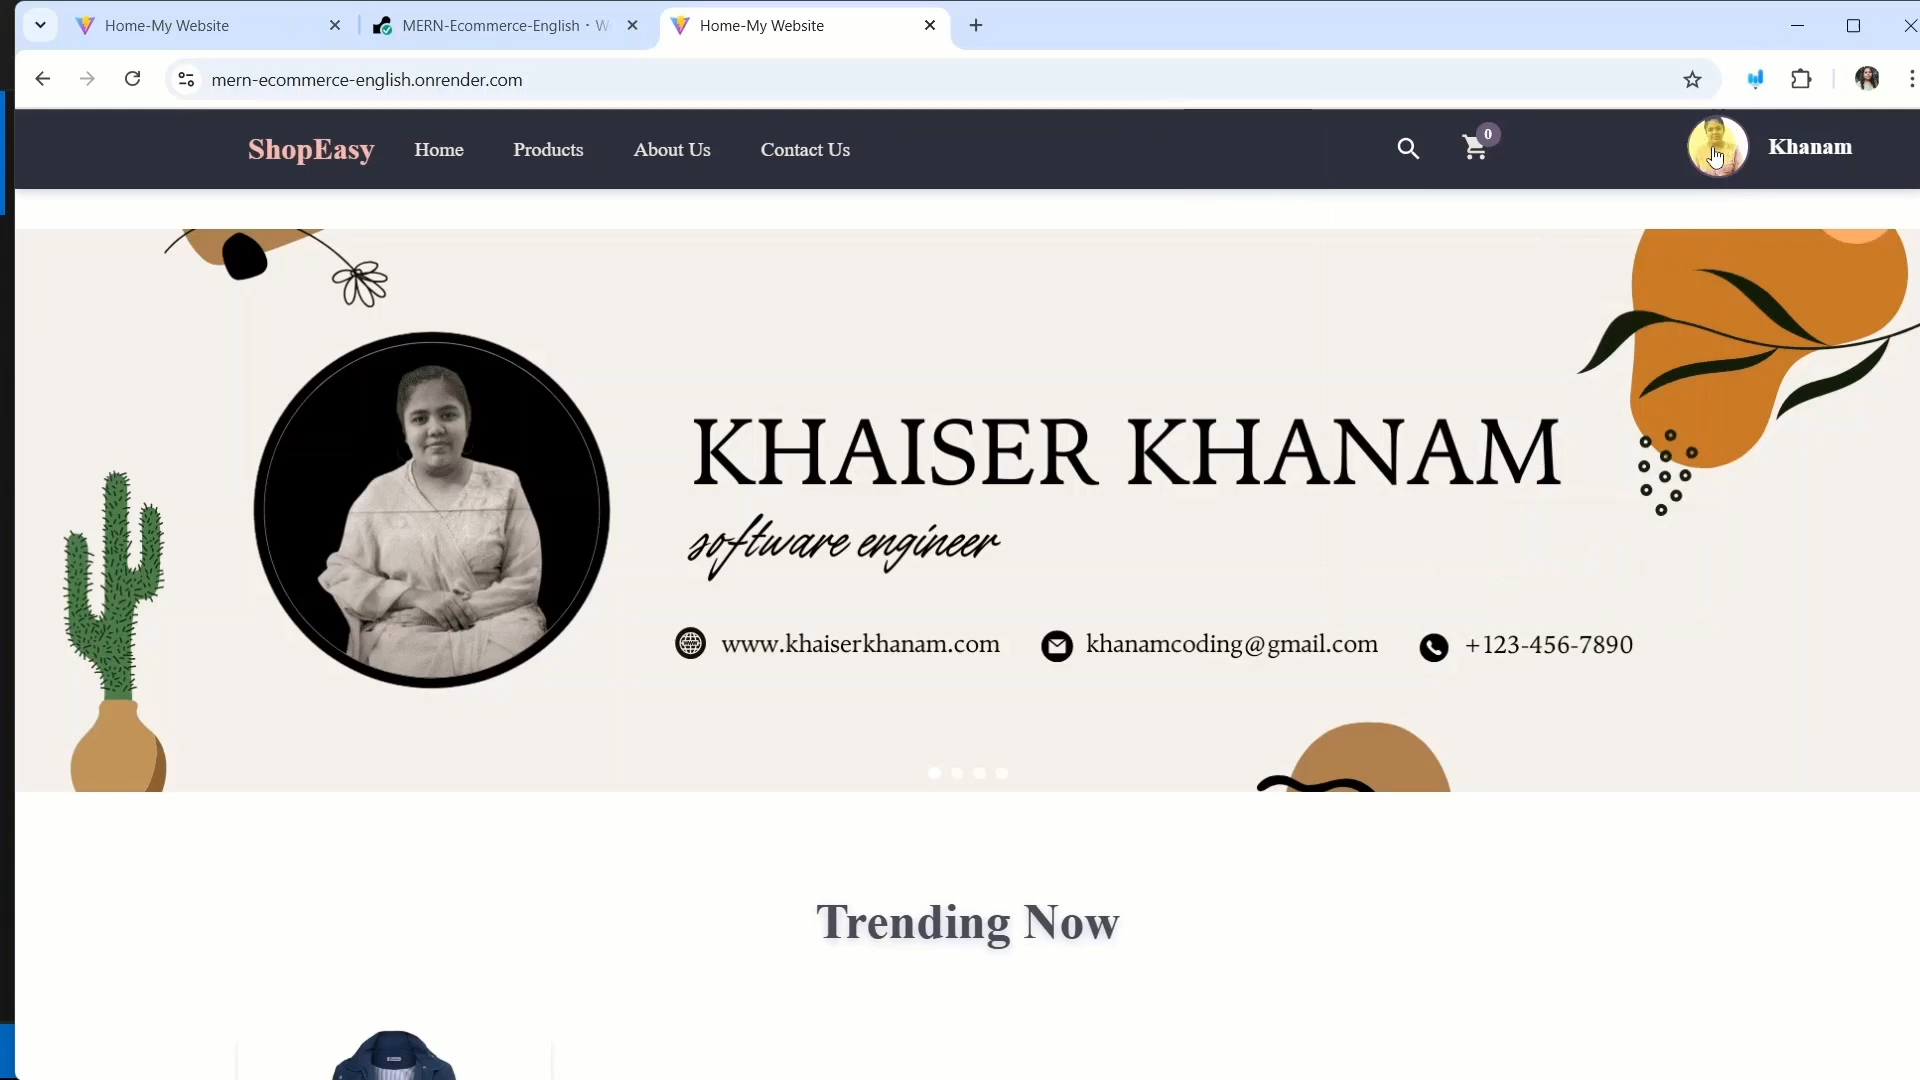 Home-My Website
MERN-Ecommerce-English · W
Home-My Website
mern-ecommerce-english.onrender.com
ShopEasy Home Products About Us Contact Us 0 Khanam
KHAISER KHANAM
software engineer
www.khaiserkhanam.com khanamcoding@gmail.com +123-456-7890
Trending Now